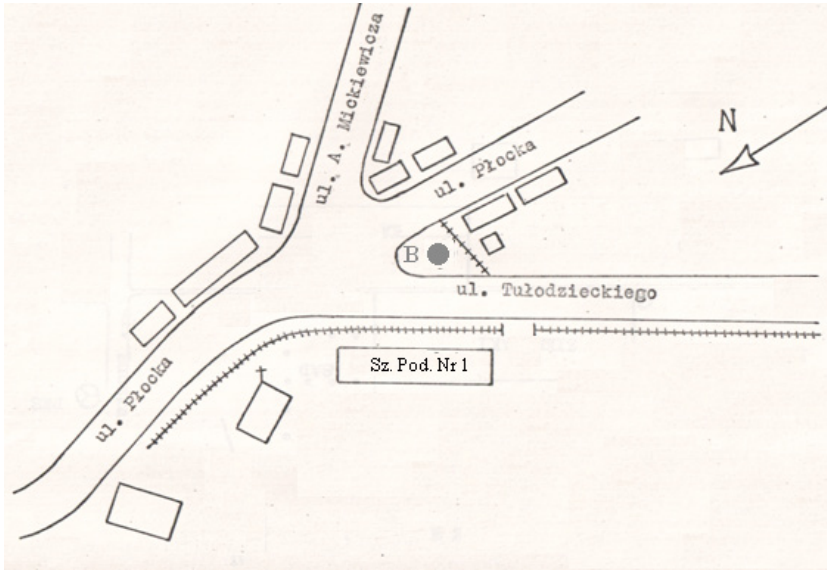 ul. A. Mickiewicza
N
ul. Płocka
B
ul. Tułodzieckiego
Sz. Pod. Nr 1
ul. Płocka